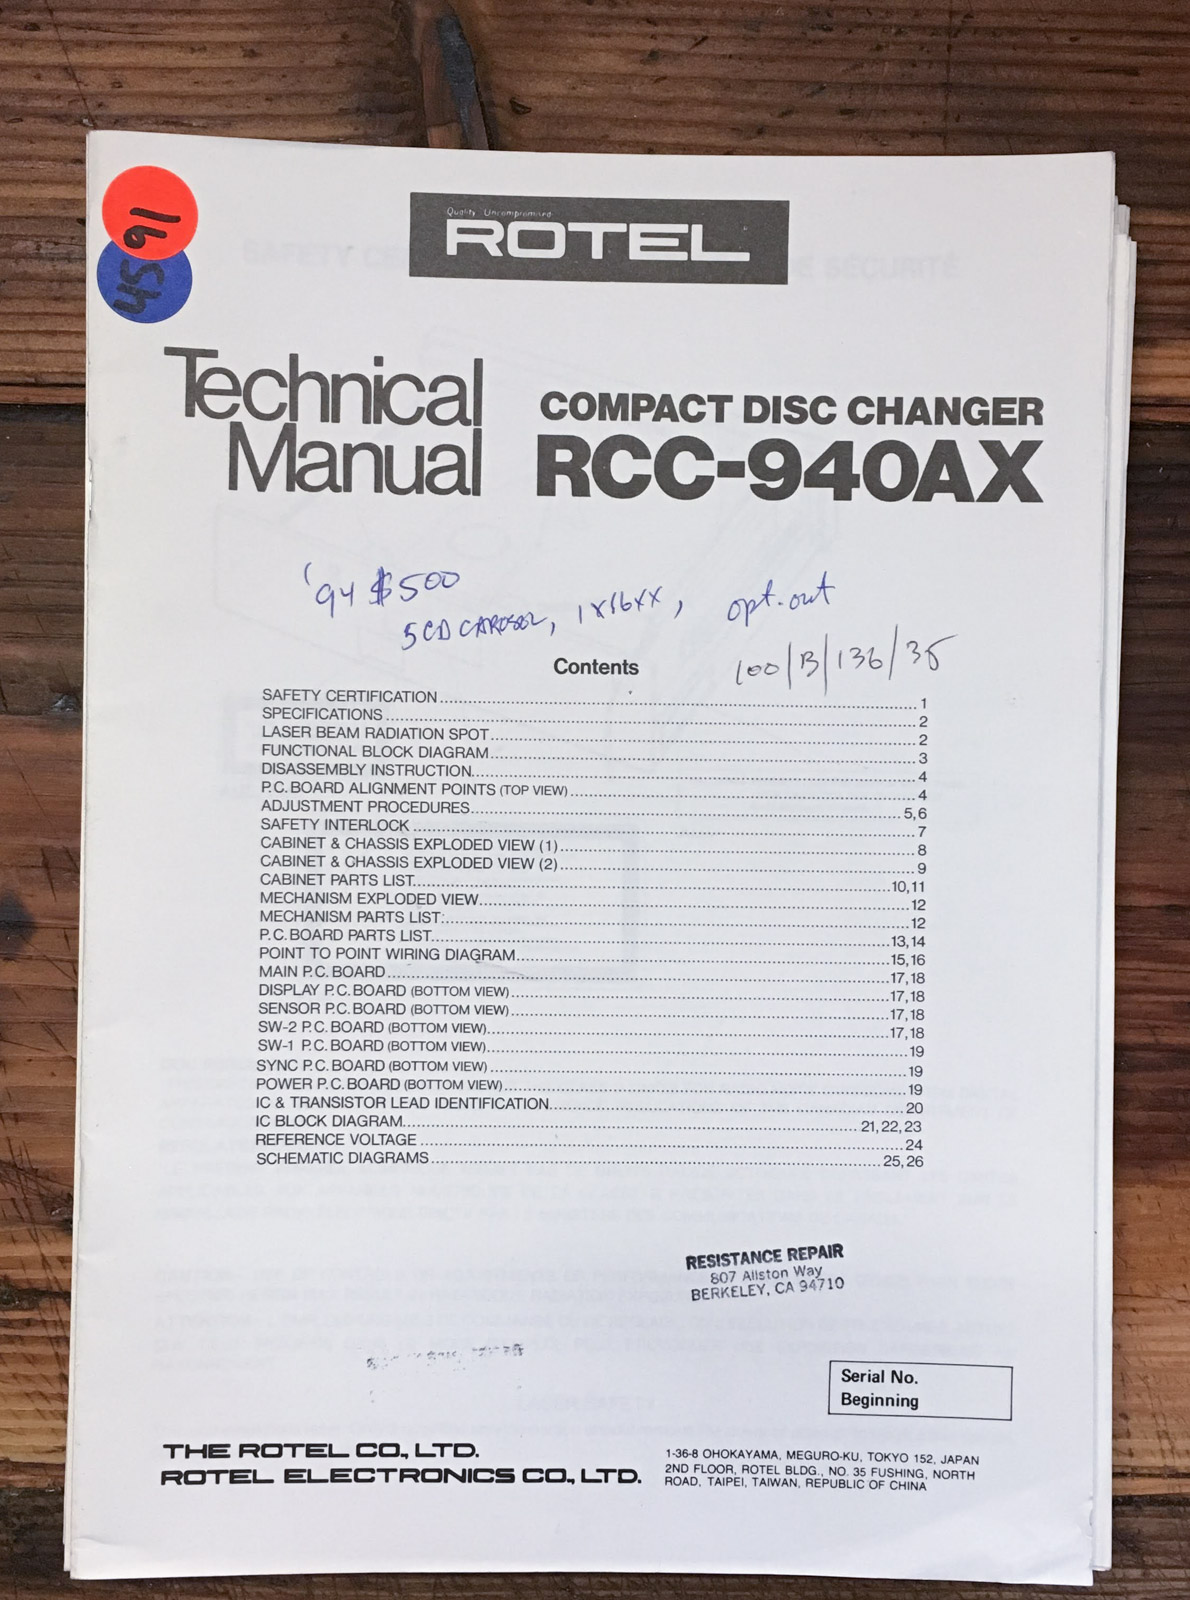 16
45
Quality Uncompromised
ROTEL
Technical
Manual
COMPACT DISC CHANGER
RCC-940AX
'94 $500
5 CD CAROSEL, 1X16XX, opt. out
100/B/136/35
Contents
SAFETY CERTIFICATION 1
SPECIFICATIONS 2
LASER BEAM RADIATION SPOT 2
FUNCTIONAL BLOCK DIAGRAM 3
DISASSEMBLY INSTRUCTION 4
P.C. BOARD ALIGNMENT POINTS (TOP VIEW) 4
ADJUSTMENT PROCEDURES 5,6
SAFETY INTERLOCK 7
CABINET & CHASSIS EXPLODED VIEW (1) 8
CABINET & CHASSIS EXPLODED VIEW (2) 9
CABINET PARTS LIST 10,11
MECHANISM EXPLODED VIEW 12
MECHANISM PARTS LIST: 12
P.C. BOARD PARTS LIST 13,14
POINT TO POINT WIRING DIAGRAM 15,16
MAIN P.C. BOARD 17,18
DISPLAY P.C. BOARD (BOTTOM VIEW) 17,18
SENSOR P.C. BOARD (BOTTOM VIEW) 17,18
SW-2 P.C. BOARD (BOTTOM VIEW) 17,18
SW-1 P.C. BOARD (BOTTOM VIEW) 19
SYNC P.C. BOARD (BOTTOM VIEW) 19
POWER P.C. BOARD (BOTTOM VIEW) 19
IC & TRANSISTOR LEAD IDENTIFICATION 20
IC BLOCK DIAGRAM 21,22,23
REFERENCE VOLTAGE 24
SCHEMATIC DIAGRAMS 25,26
RESISTANCE REPAIR
807 Allston Way
BERKELEY, CA 94710
Serial No.
Beginning
THE ROTEL CO., LTD.
ROTEL ELECTRONICS CO., LTD.
1-36-8 OHOKAYAMA, MEGURO-KU, TOKYO 152, JAPAN
2ND FLOOR, ROTEL BLDG., NO. 35 FUSHING, NORTH
ROAD, TAIPEI, TAIWAN, REPUBLIC OF CHINA